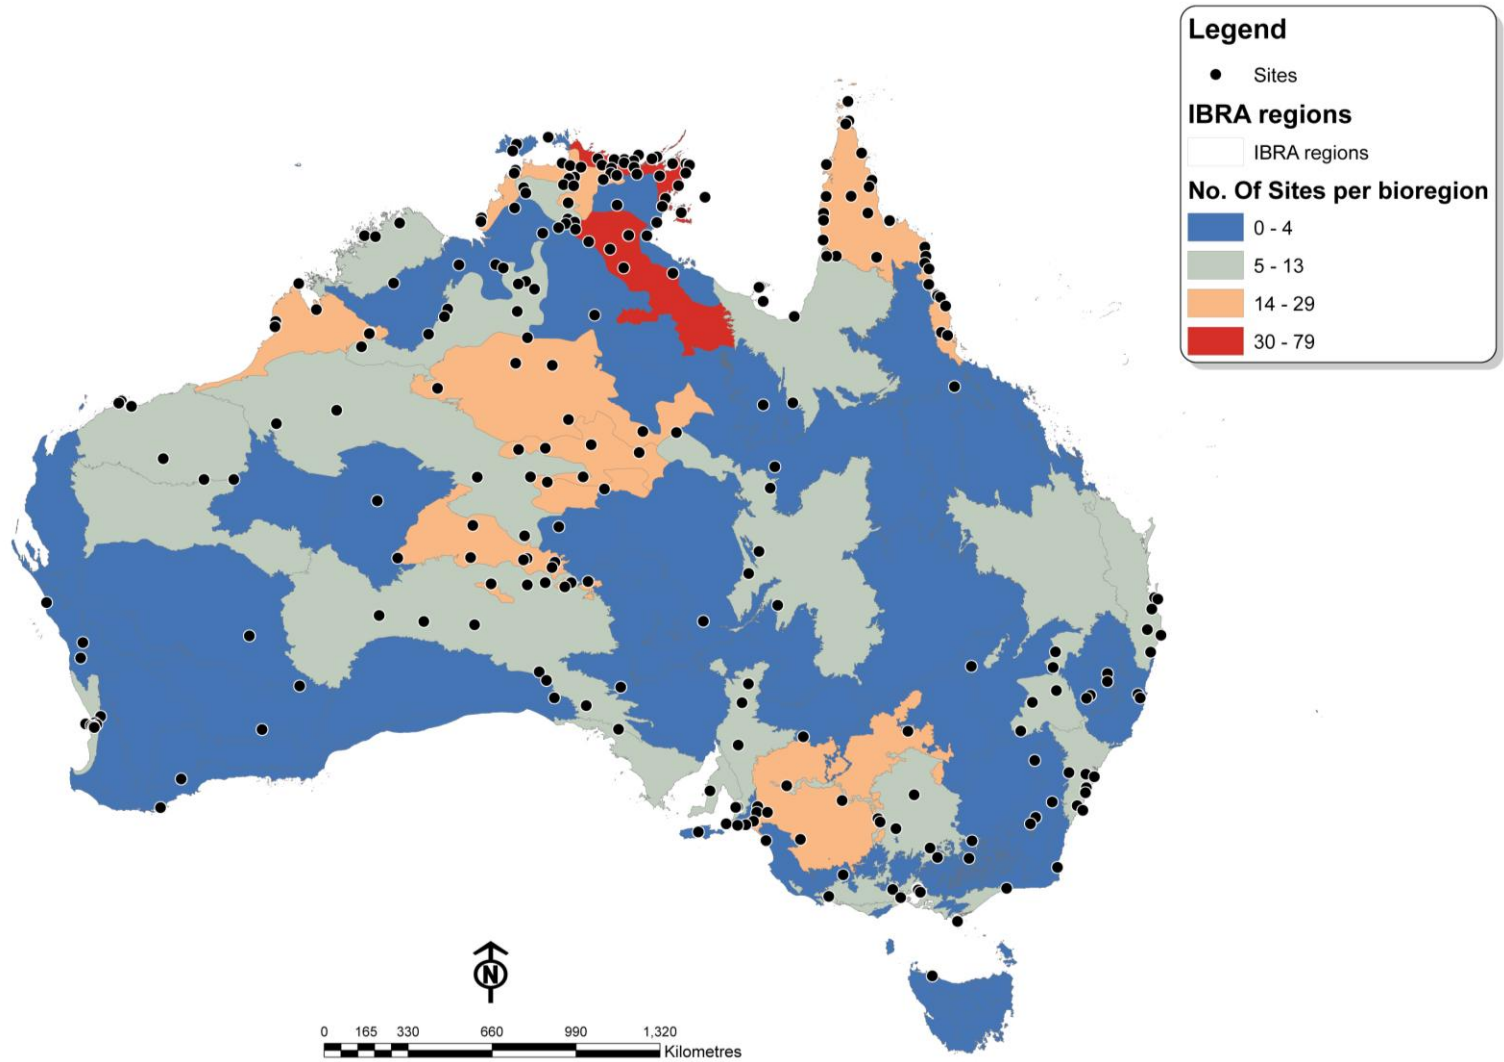 Legend
Sites
IBRA regions
IBRA regions
No. Of Sites per bioregion
0 - 4
5 - 13
14 - 29
30 - 79
N
0 165 330 660 990 1,320
Kilometres